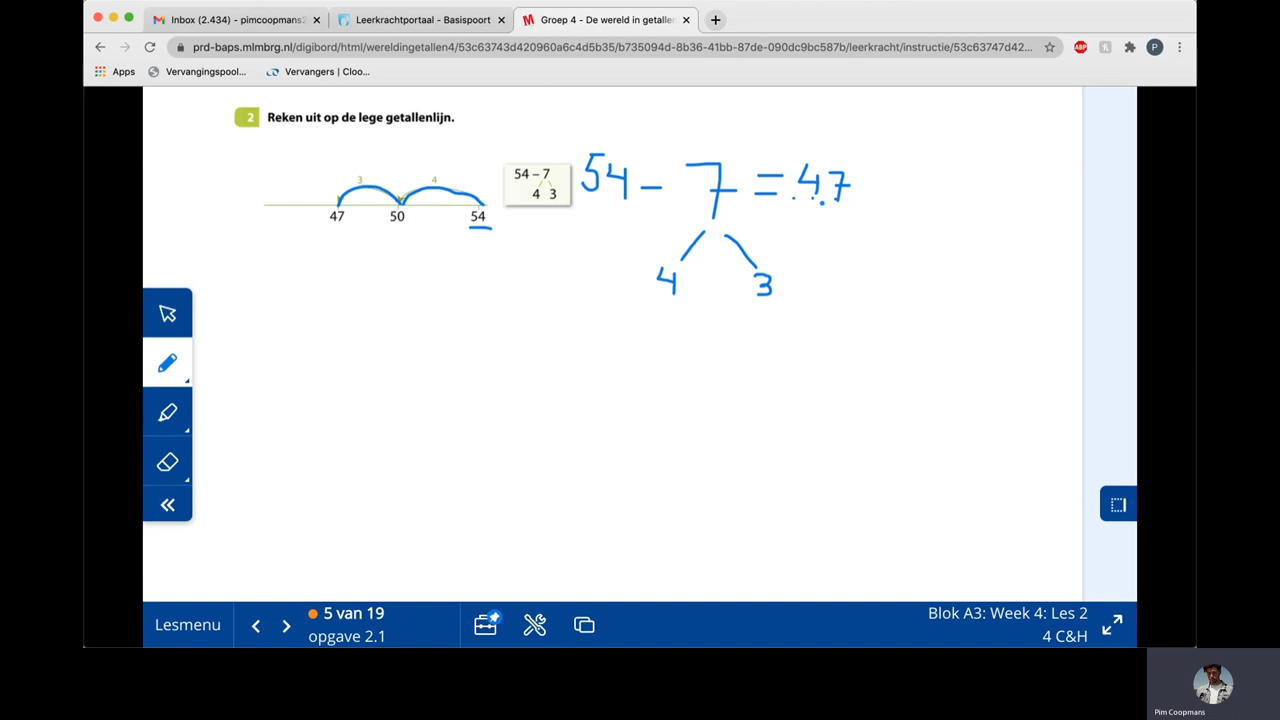 Inbox (2.434) - pimcoopmans2
Leerkrachtportaal - Basispoort
Groep 4 - De wereld in getallen
prd-baps.mlmbrg.nl/digibord/html/wereldingetallen4/53c63743d420960a6c4d5b35/b735094d-8b36-41bb-87de-090dc9bc587b/leerkracht/instructie/53c63747d42...
ABP
P
Apps
Vervangingspool...
Vervangers | Cloo...
2 Reken uit op de lege getallenlijn.
3 4
47 50 54
54 – 7
4 3
54 – 7 = 47
4 3
Lesmenu
5 van 19
opgave 2.1
Blok A3: Week 4: Les 2
4 C&H
Pim Coopmans